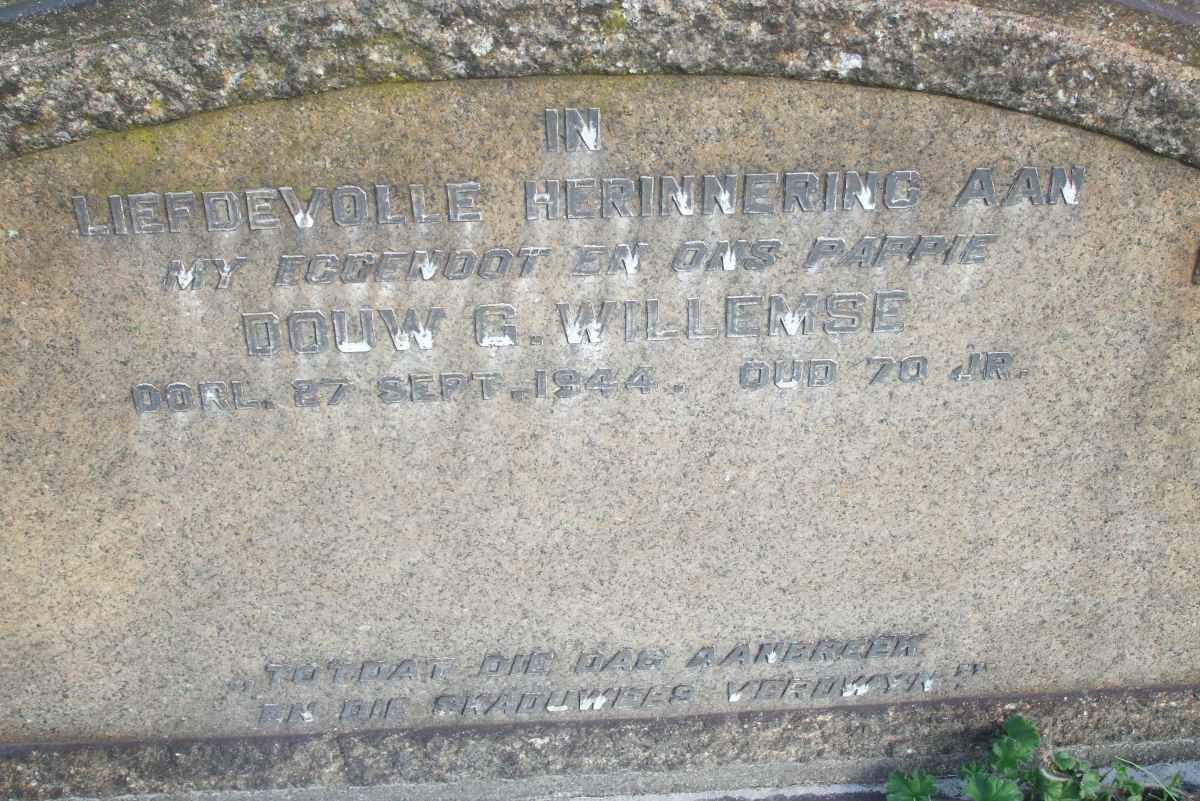 IN
LIEFDEVOLLE HERINNERING AAN
MY EGGENOOT EN ONS PAPPIE
DOUW G. WILLEMSE
OORL. 27 SEPT. 1944. OUD 70 JR.
„TOTDAT DIE DAG AANBREEK
EN DIE SKADUWEES VERDWYN."